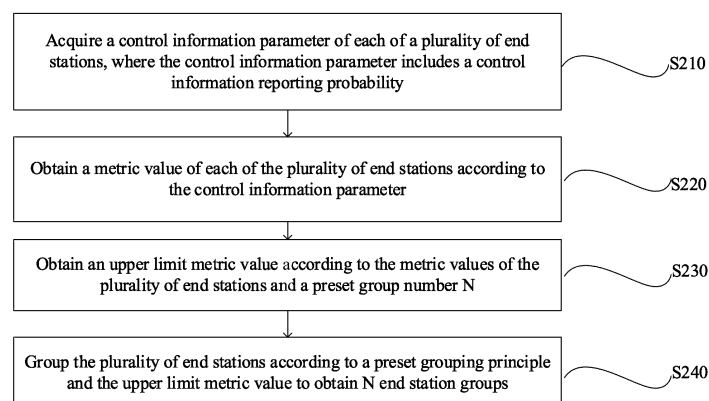 Acquire a control information parameter of each of a plurality of end
stations, where the control information parameter includes a control
information reporting probability
S210
Obtain a metric value of each of the plurality of end stations according to
the control information parameter
S220
Obtain an upper limit metric value according to the metric values of the
plurality of end stations and a preset group number N
S230
Group the plurality of end stations according to a preset grouping principle
and the upper limit metric value to obtain N end station groups
S240